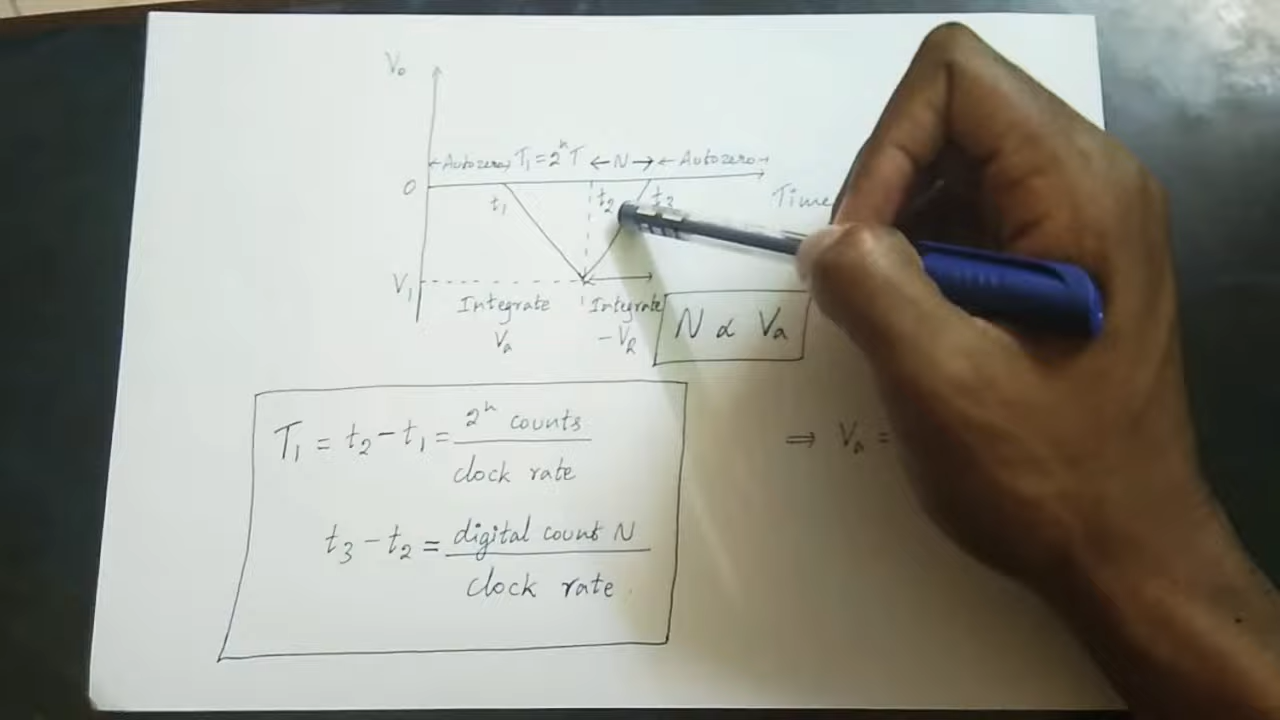 V₀
←Autozero→ T₁=2ⁿT ←N→ ←Autozero→
0
t₁ t₂ t₃ Time
V₁
Integrate Integrate
Vₐ -V_R
N ∝ Vₐ
T₁ = t₂ - t₁ = 2ⁿ counts / clock rate
⇒ Vₐ =
t₃ - t₂ = digital count N / clock rate